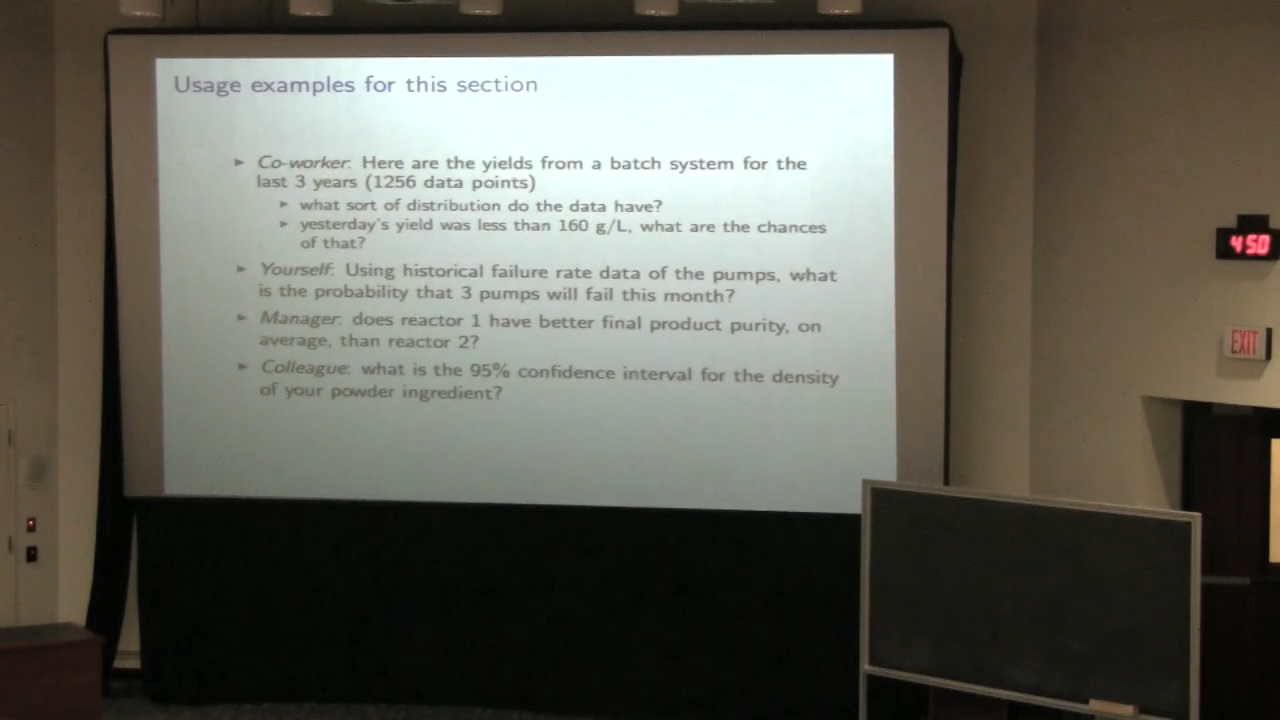 Usage examples for this section
► Co-worker: Here are the yields from a batch system for the
last 3 years (1256 data points)
► what sort of distribution do the data have?
► yesterday's yield was less than 160 g/L, what are the chances
of that?
► Yourself: Using historical failure rate data of the pumps, what
is the probability that 3 pumps will fail this month?
► Manager: does reactor 1 have better final product purity, on
average, than reactor 2?
► Colleague: what is the 95% confidence interval for the density
of your powder ingredient?
4:50
EXIT